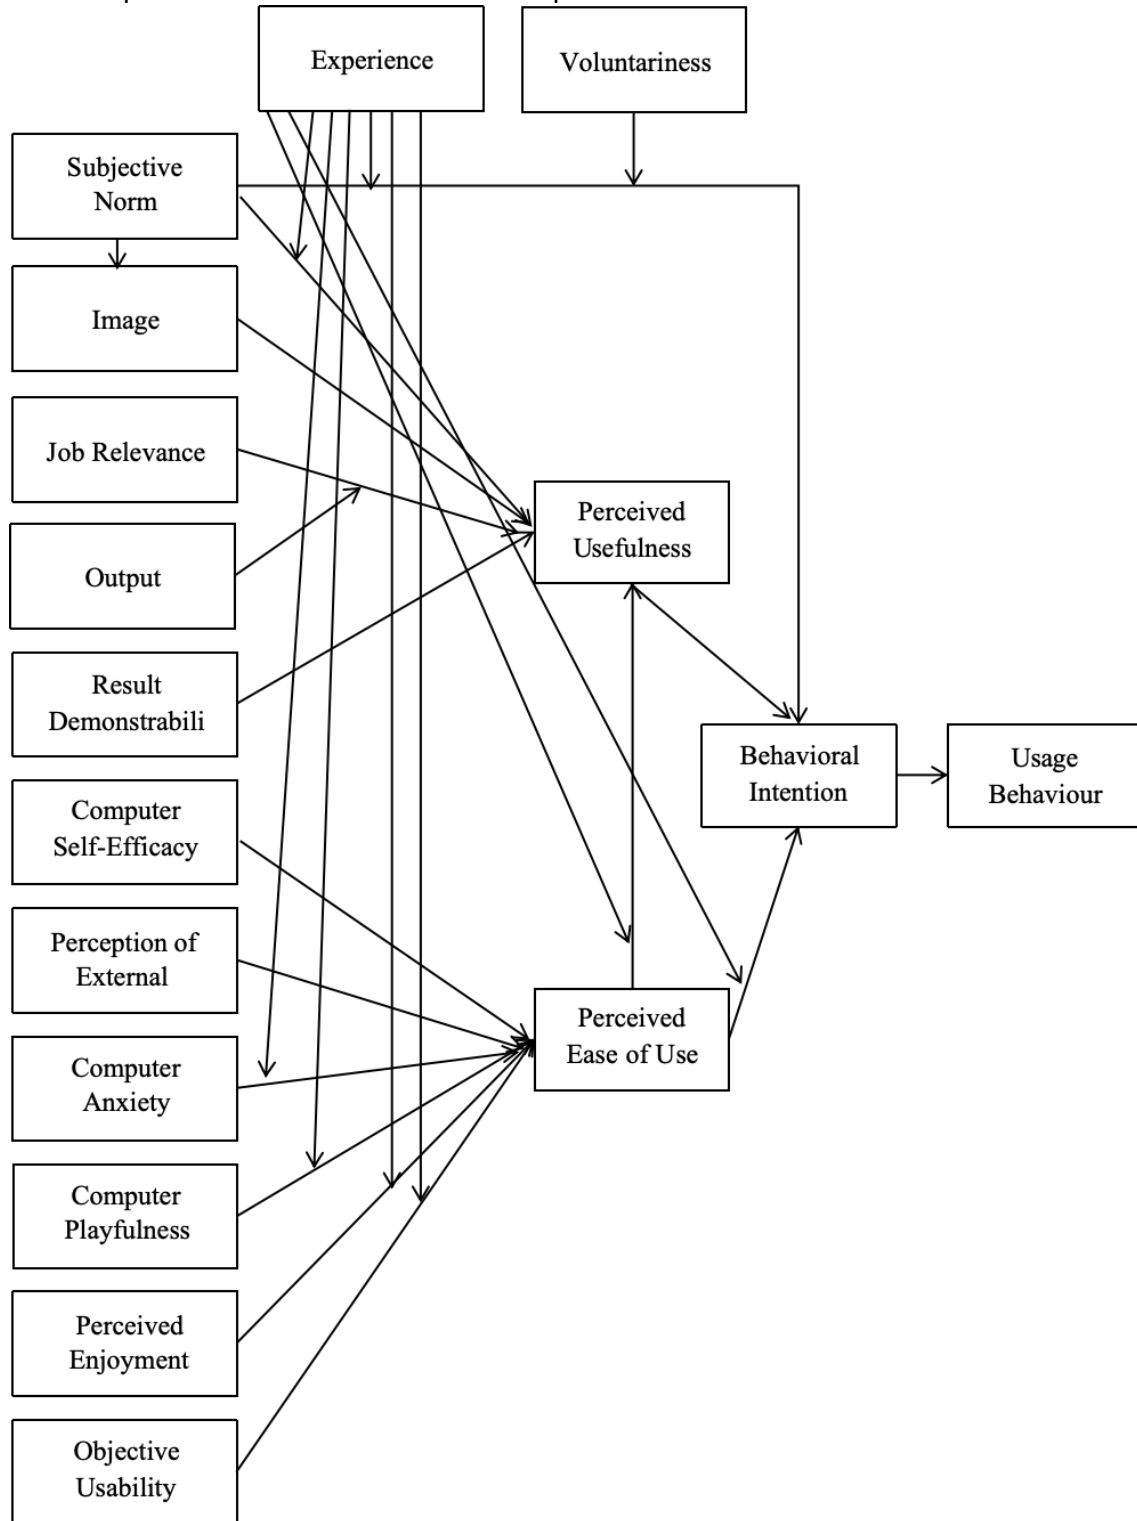 Experience
Voluntariness
Subjective
Norm
Image
Job Relevance
Output
Result
Demonstrabili
Computer
Self-Efficacy
Perception of
External
Computer
Anxiety
Computer
Playfulness
Perceived
Enjoyment
Objective
Usability
Perceived
Usefulness
Perceived
Ease of Use
Behavioral
Intention
Usage
Behaviour